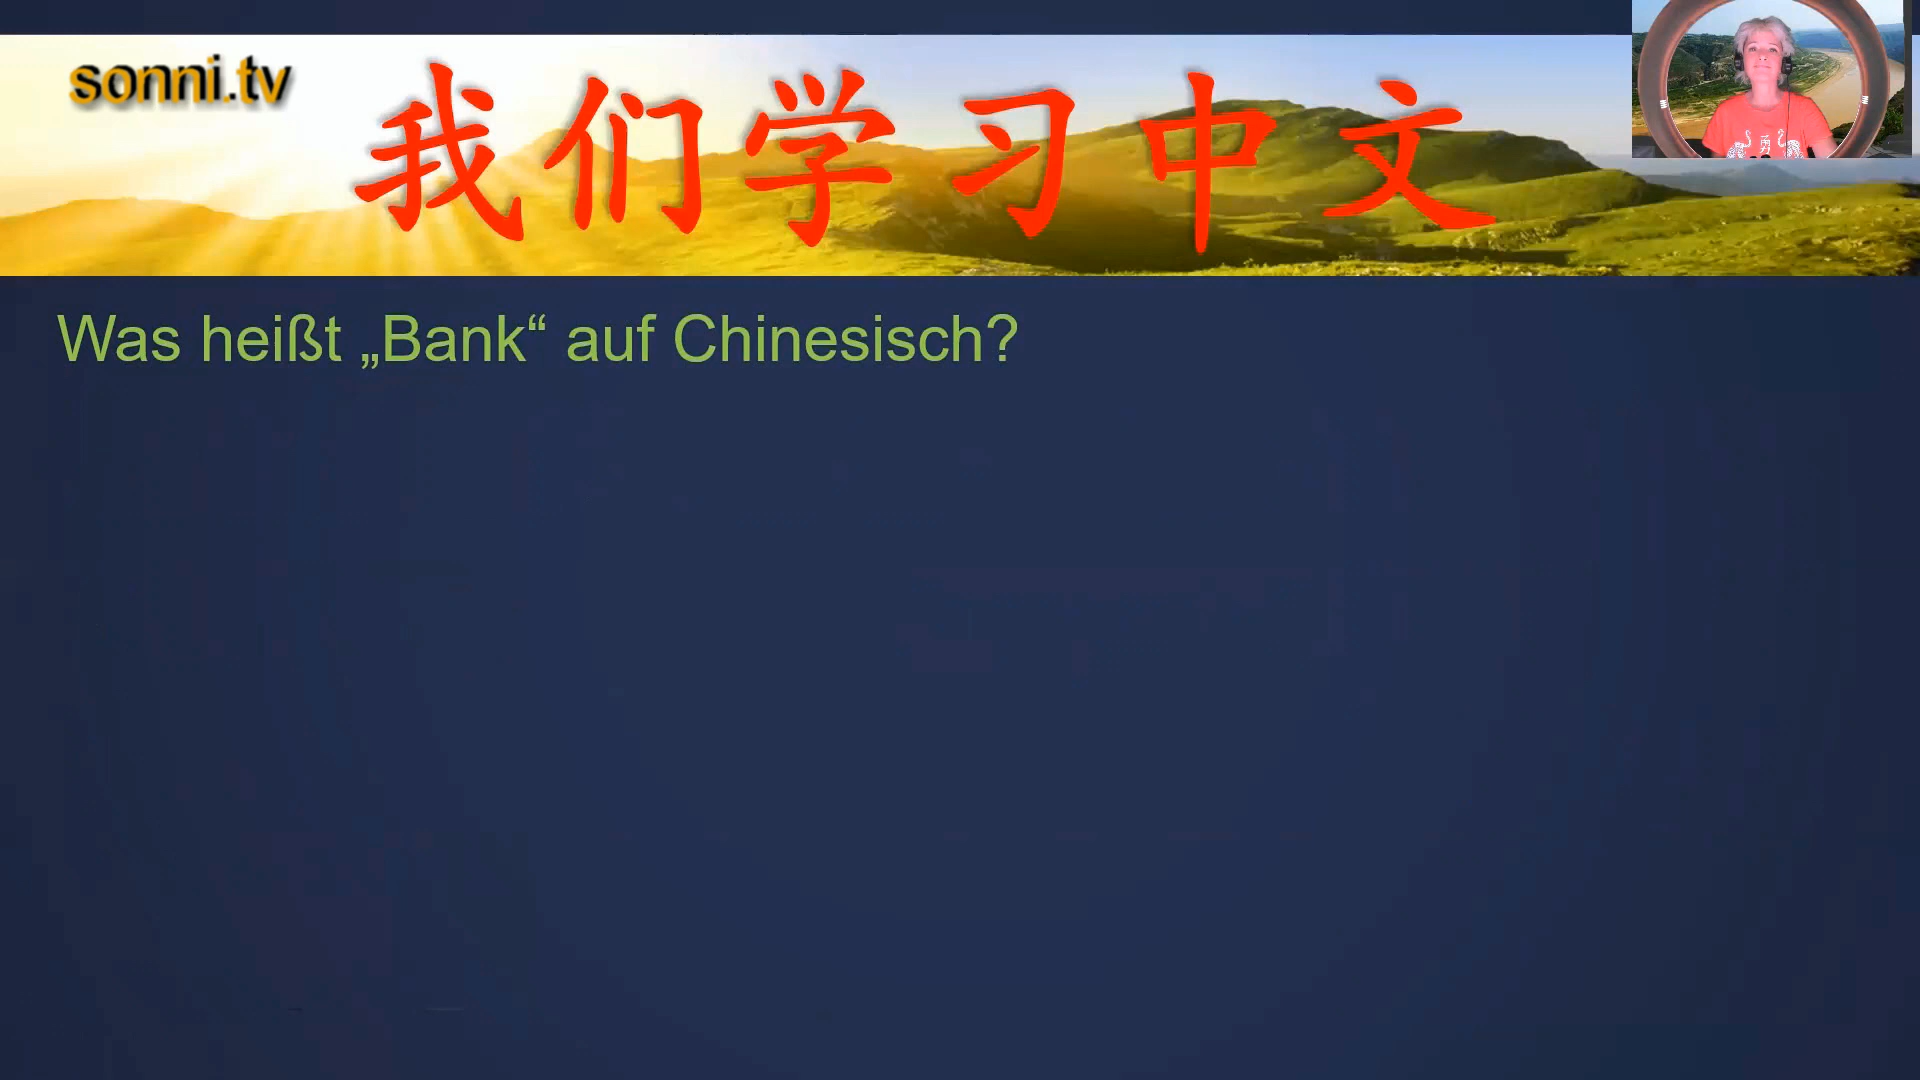 sonni.tv
我们学习中文
Was heißt „Bank“ auf Chinesisch?